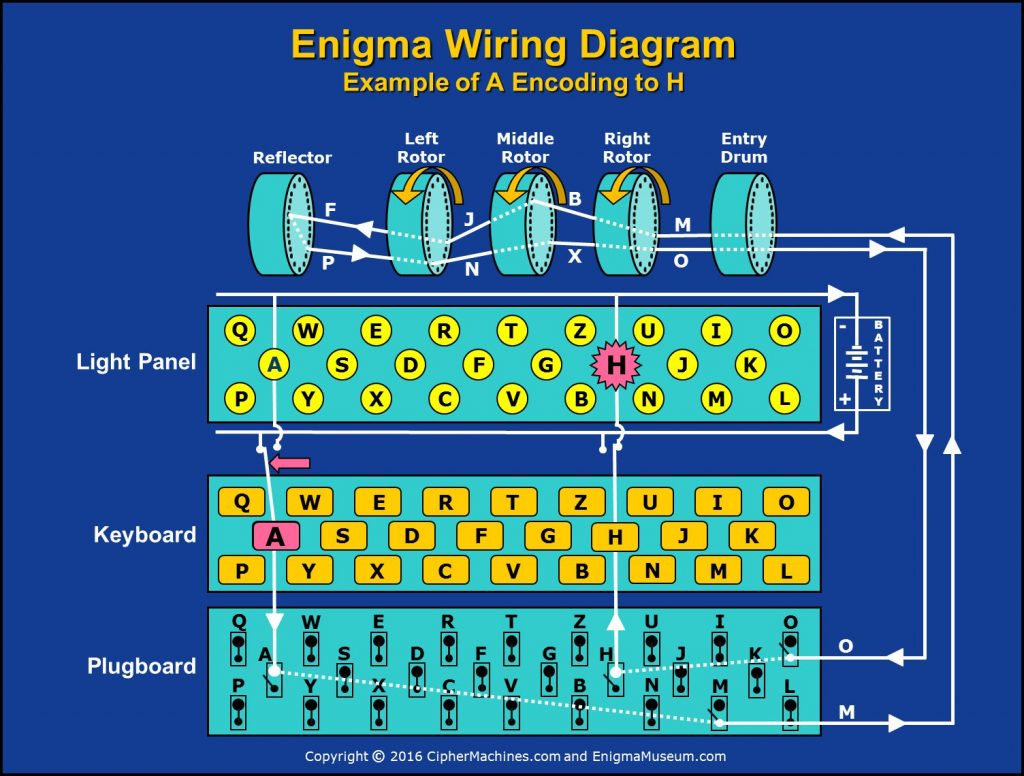 Enigma Wiring Diagram
Example of A Encoding to H
Reflector
Left
Rotor
Middle
Rotor
Right
Rotor
Entry
Drum
F J B M
P N X O
Light Panel
Q W E R T Z U I O
A S D F G H J K
P Y X C V B N M L
-
BATTERY
+
Keyboard
Q W E R T Z U I O
A S D F G H J K
P Y X C V B N M L
Plugboard
Q W E R T Z U I O
A S D F G H J K
P Y X C V B N M L
O
M
Copyright © 2016 CipherMachines.com and EnigmaMuseum.com